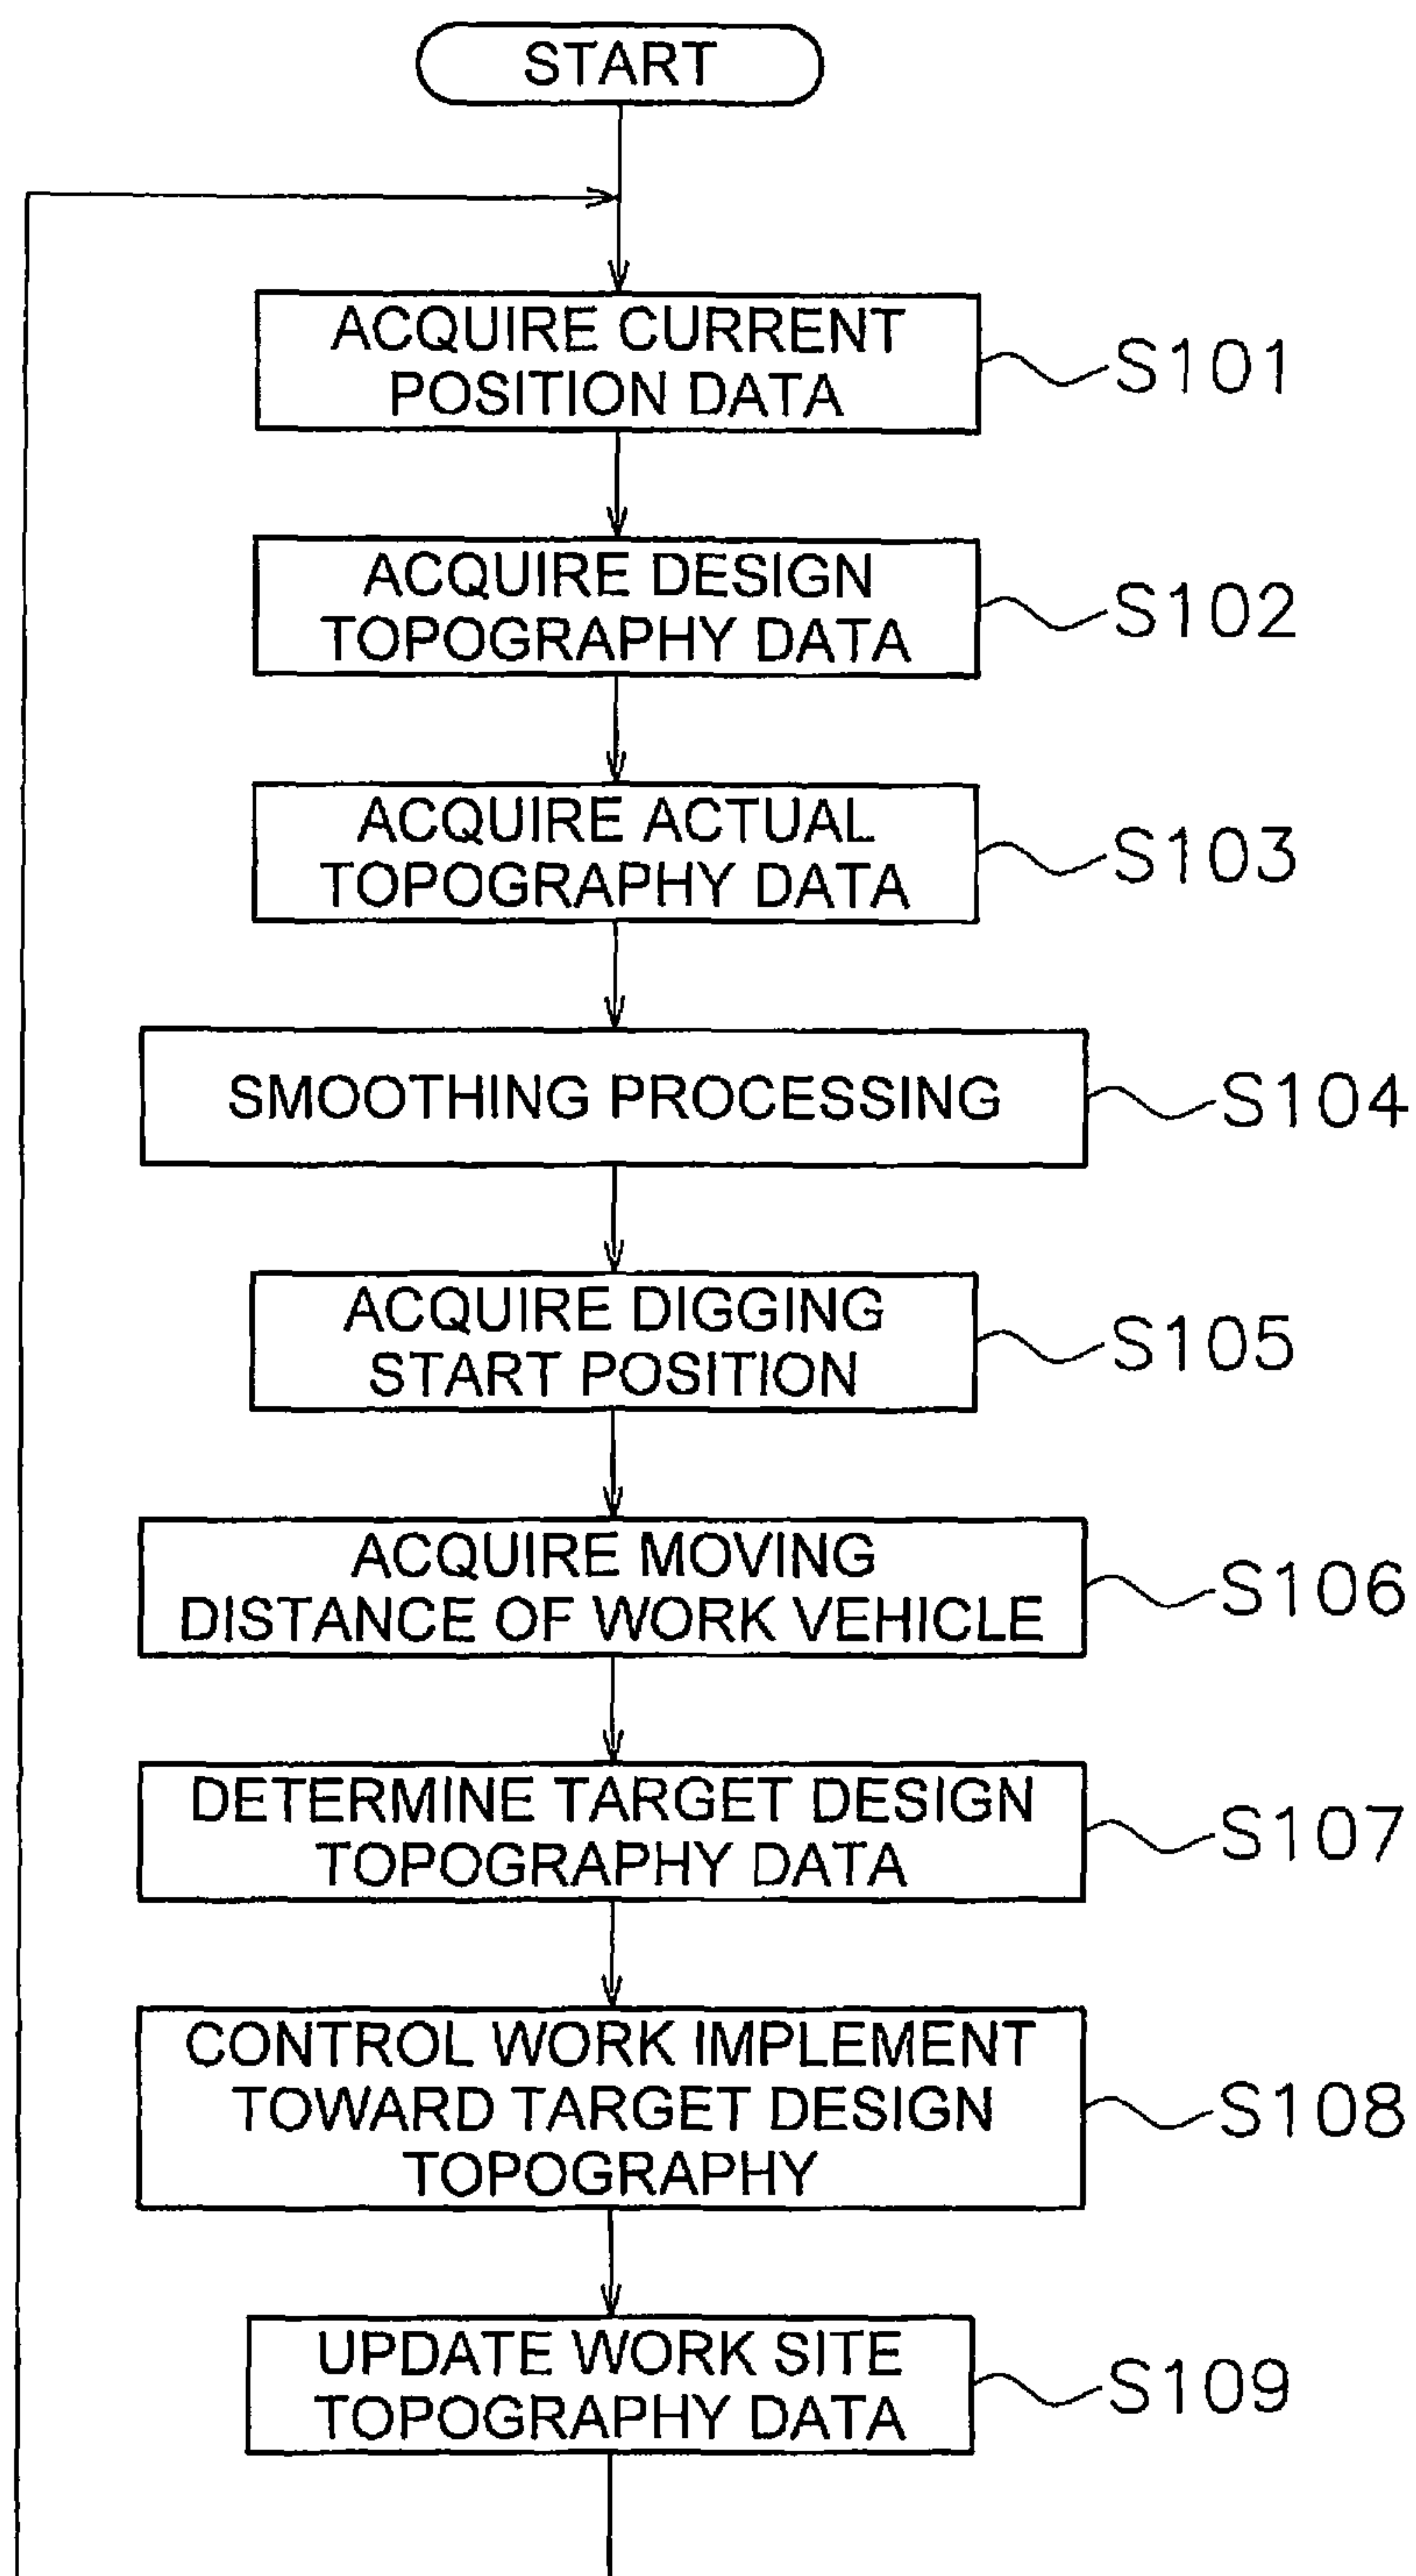 START
ACQUIRE CURRENT
POSITION DATA
S101
ACQUIRE DESIGN
TOPOGRAPHY DATA
S102
ACQUIRE ACTUAL
TOPOGRAPHY DATA
S103
SMOOTHING PROCESSING
S104
ACQUIRE DIGGING
START POSITION
S105
ACQUIRE MOVING
DISTANCE OF WORK VEHICLE
S106
DETERMINE TARGET DESIGN
TOPOGRAPHY DATA
S107
CONTROL WORK IMPLEMENT
TOWARD TARGET DESIGN
TOPOGRAPHY
S108
UPDATE WORK SITE
TOPOGRAPHY DATA
S109